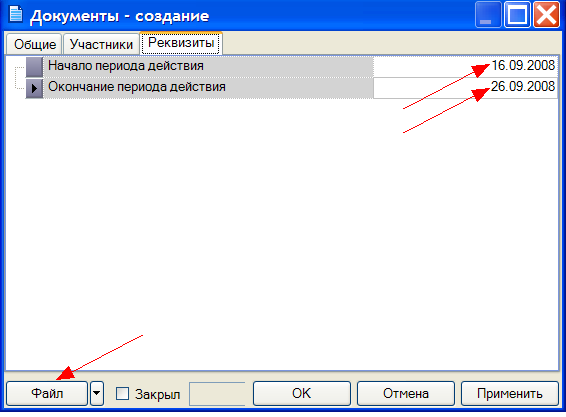 Документы - создание
Общие Участники Реквизиты
Начало периода действия 16.09.2008
Окончание периода действия 26.09.2008
Файл Закрыл OK Отмена Применить